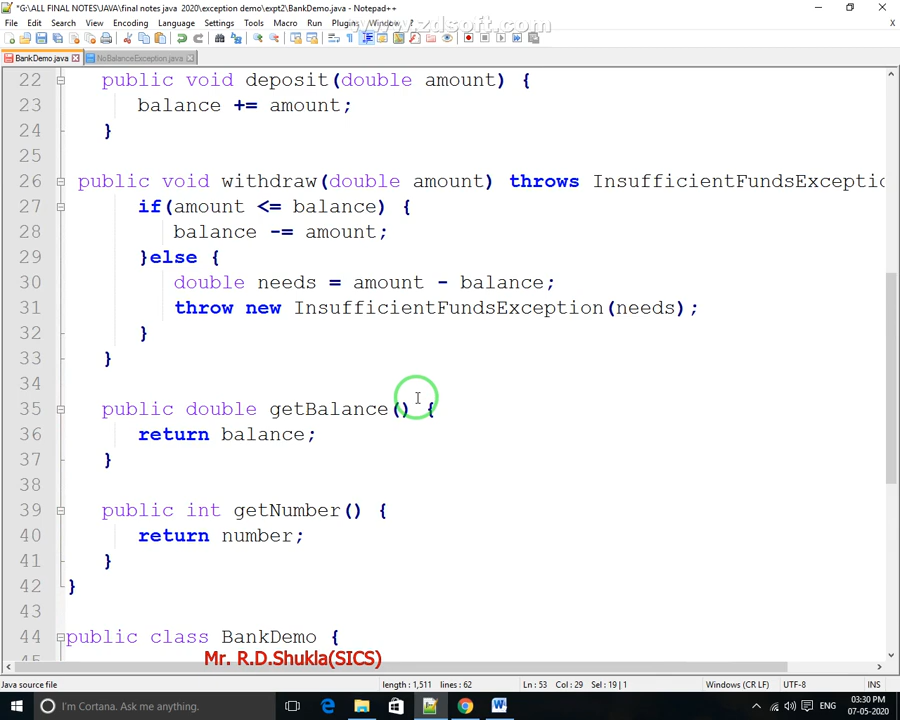 *G:\ALL FINAL NOTES\JAVA\final notes java 2020\exception demo\expt2\BankDemo.java - Notepad++
www.zdsoft.com
File Edit Search View Encoding Language Settings Tools Macro Run Plugins Window ?
BankDemo.java NoBalanceException.java
22 public void deposit(double amount) {
23 balance += amount;
24 }
25
26 public void withdraw(double amount) throws InsufficientFundsExceptio
27 if(amount <= balance) {
28 balance -= amount;
29 }else {
30 double needs = amount - balance;
31 throw new InsufficientFundsException(needs);
32 }
33 }
34
35 public double getBalance() {
36 return balance;
37 }
38
39 public int getNumber() {
40 return number;
41 }
42 }
43
44 public class BankDemo {
Mr. R.D.Shukla(SICS)
Java source file length : 1,511 lines : 62 Ln : 53 Col : 29 Sel : 19 | 1 Windows (CR LF) UTF-8 INS
I'm Cortana. Ask me anything. ENG 03:30 PM
07-05-2020